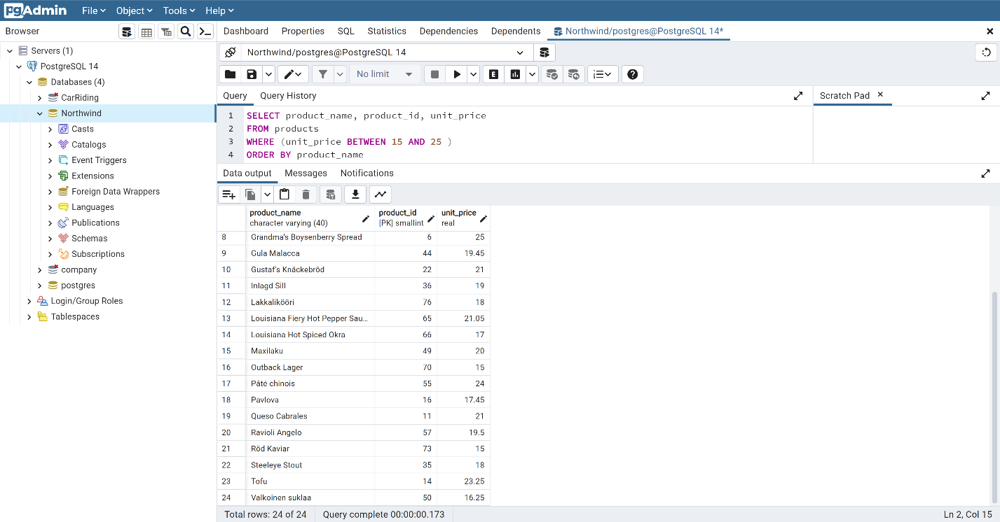 pgAdmin File Object Tools Help
Browser
Dashboard Properties SQL Statistics Dependencies Dependents Northwind/postgres@PostgreSQL 14*
Servers (1)
PostgreSQL 14
Databases (4)
CarRiding
Northwind
Casts
Catalogs
Event Triggers
Extensions
Foreign Data Wrappers
Languages
Publications
Schemas
Subscriptions
company
postgres
Login/Group Roles
Tablespaces
Northwind/postgres@PostgreSQL 14
No limit
E
Query Query History
Scratch Pad
1 SELECT product_name, product_id, unit_price
2 FROM products
3 WHERE (unit_price BETWEEN 15 AND 25 )
4 ORDER BY product_name
Data output Messages Notifications
product_name product_id unit_price
character varying (40) [PK] smallint real
8 Grandma's Boysenberry Spread 6 25
9 Gula Malacca 44 19.45
10 Gustaf's Knäckebröd 22 21
11 Inlagd Sill 36 19
12 Lakkalikööri 76 18
13 Louisiana Fiery Hot Pepper Sau... 65 21.05
14 Louisiana Hot Spiced Okra 66 17
15 Maxilaku 49 20
16 Outback Lager 70 15
17 Pâté chinois 55 24
18 Pavlova 16 17.45
19 Queso Cabrales 11 21
20 Ravioli Angelo 57 19.5
21 Röd Kaviar 73 15
22 Steeleye Stout 35 18
23 Tofu 14 23.25
24 Valkoinen suklaa 50 16.25
Total rows: 24 of 24 Query complete 00:00:00.173 Ln 2, Col 15